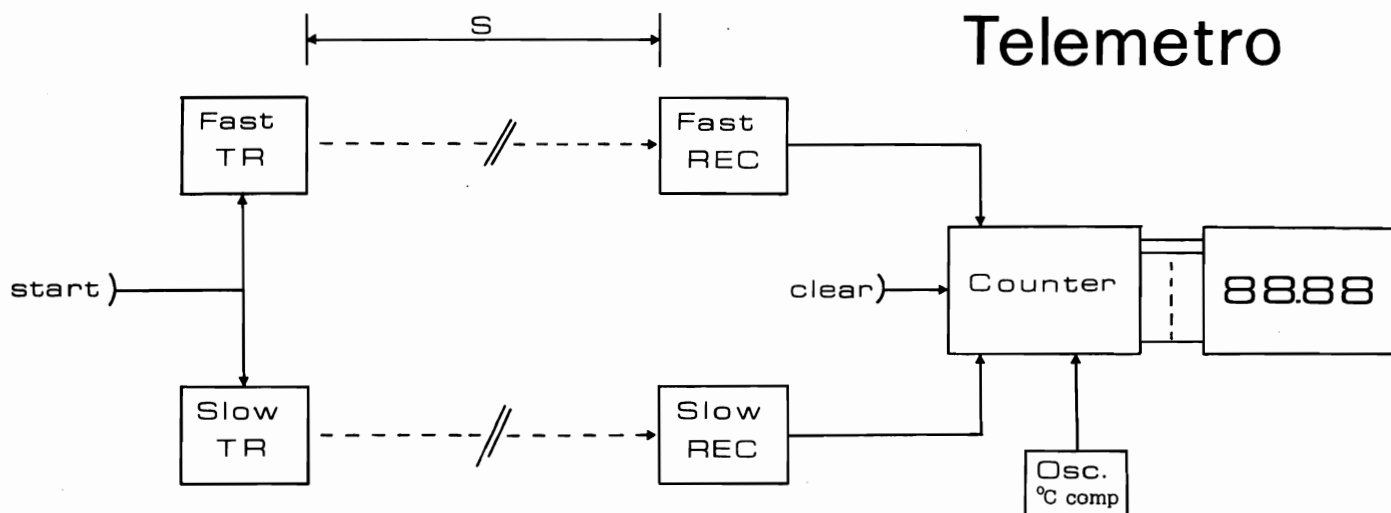 Telemetro
S
Fast
TR
Fast
REC
start
clear
Counter
88.88
Slow
TR
Slow
REC
Osc.
°C comp